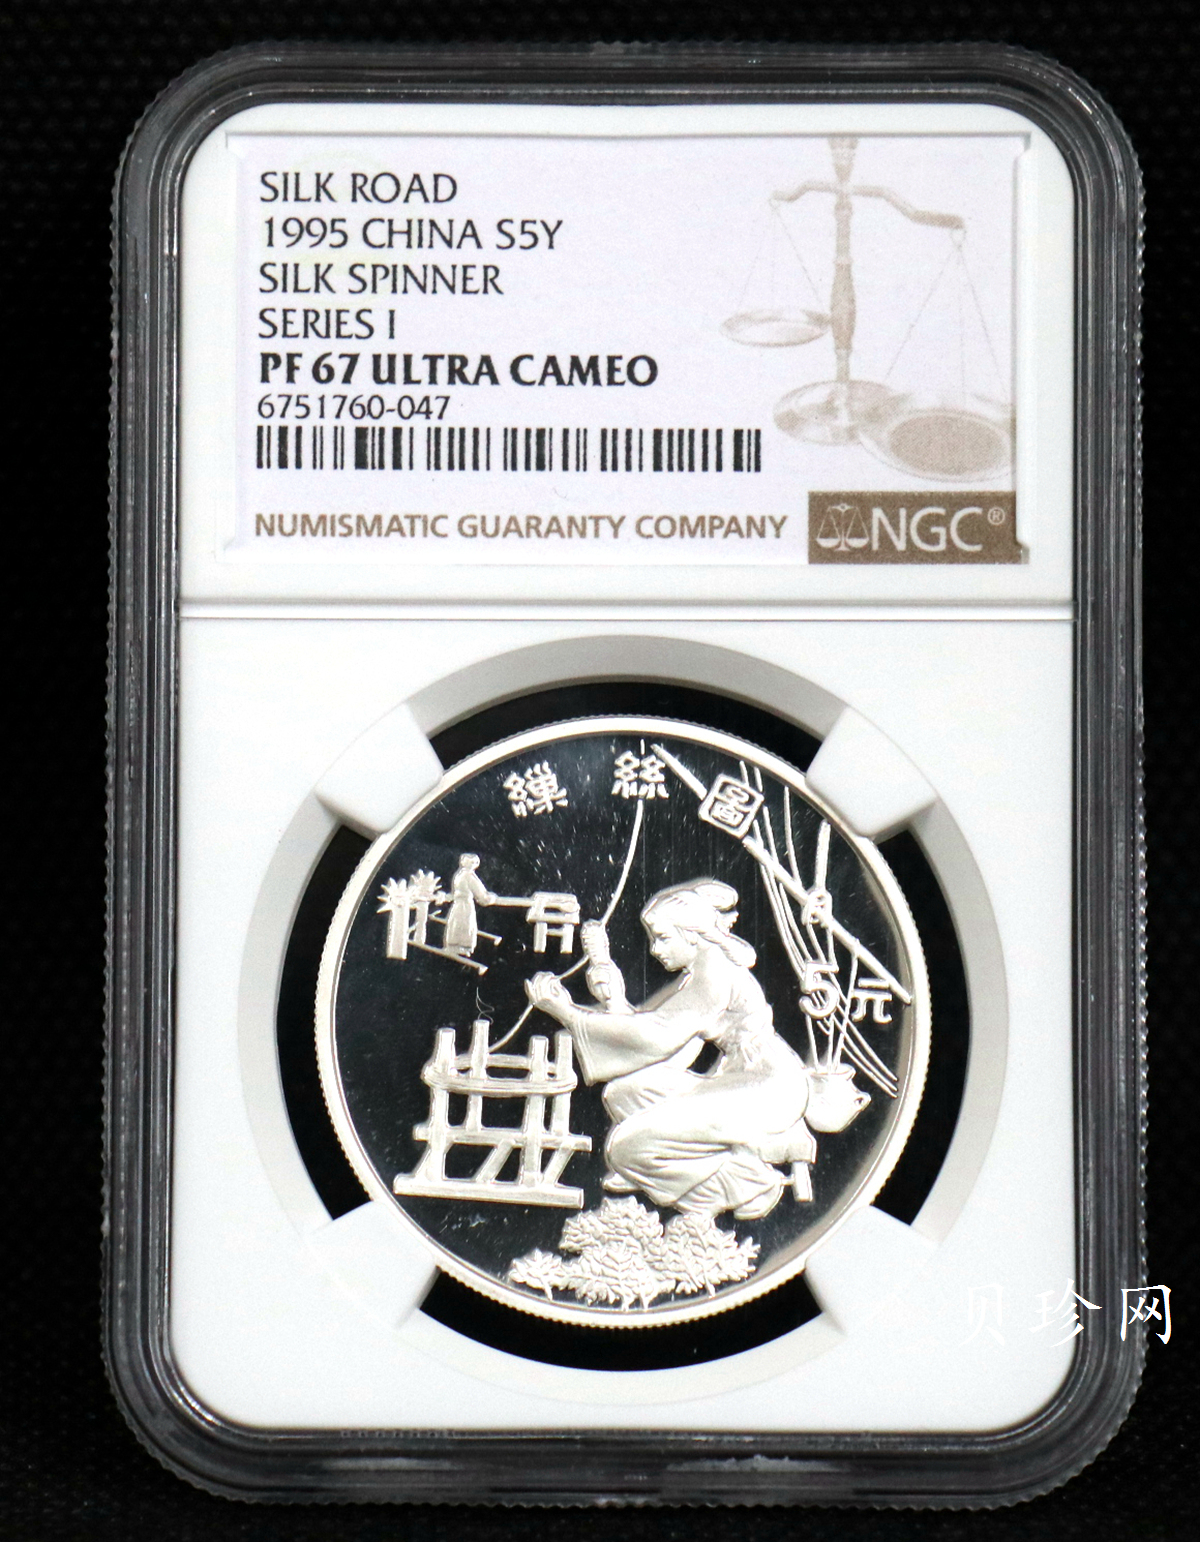 SILK ROAD
1995 CHINA S5Y
SILK SPINNER
SERIES I
PF 67 ULTRA CAMEO
6751760-047
NUMISMATIC GUARANTY COMPANY
NGC®
繅絲圖
5元
贝珍网